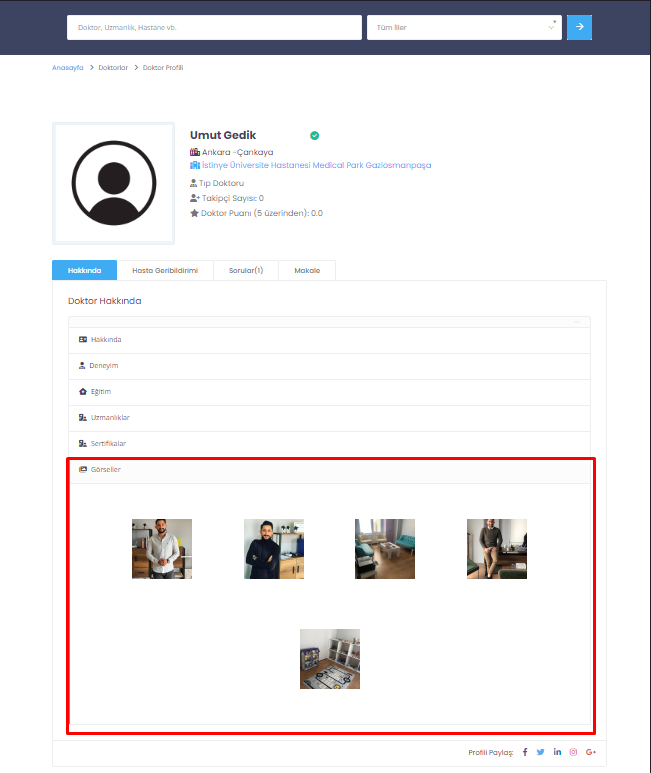 Doktor, Uzmanlık, Hastane vb.
Tüm İller
Anasayfa > Doktorlar > Doktor Profili
Umut Gedik
Ankara -Çankaya
İstinye Üniversite Hastanesi Medical Park Gaziosmanpaşa
Tıp Doktoru
Takipçi Sayısı: 0
Doktor Puanı (5 üzerinden): 0.0
Hakkında
Hasta Geribildirimi
Sorular(1)
Makale
Doktor Hakkında
Hakkında
Deneyim
Eğitim
Uzmanlıklar
Sertifikalar
Görseller
Profili Paylaş: